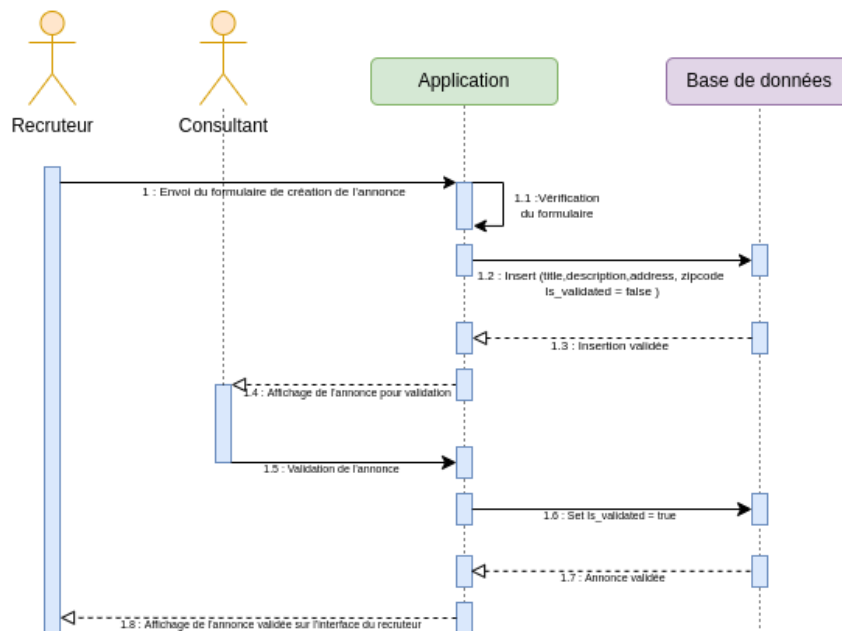 Application
Base de données
Recruteur
Consultant
1 : Envoi du formulaire de création de l'annonce
1.1 :Vérification
du formulaire
1.2 : Insert (title,description,address, zipcode
Is_validated = false )
1.3 : Insertion validée
1.4 : Affichage de l'annonce pour validation
1.5 : Validation de l'annonce
1.6 : Set Is_validated = true
1.7 : Annonce validée
1.8 : Affichage de l'annonce validée sur l'interface du recruteur